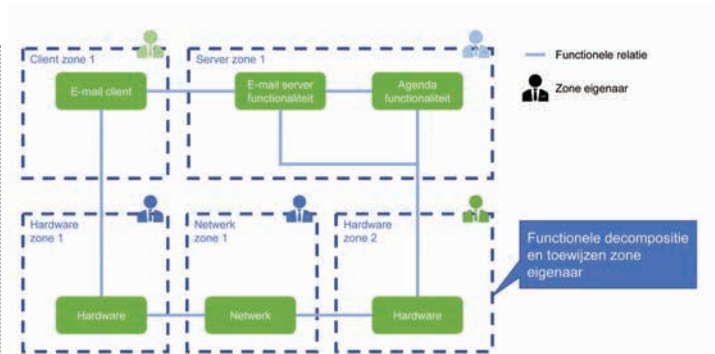 Client zone 1
Server zone 1
E-mail client
E-mail server
functionaliteit
Agenda
functionaliteit
Functionele relatie
Zone eigenaar
Hardware
zone 1
Netwerk
zone 1
Hardware
zone 2
Hardware
Netwerk
Hardware
Functionele decompositie
en toewijzen zone
eigenaar